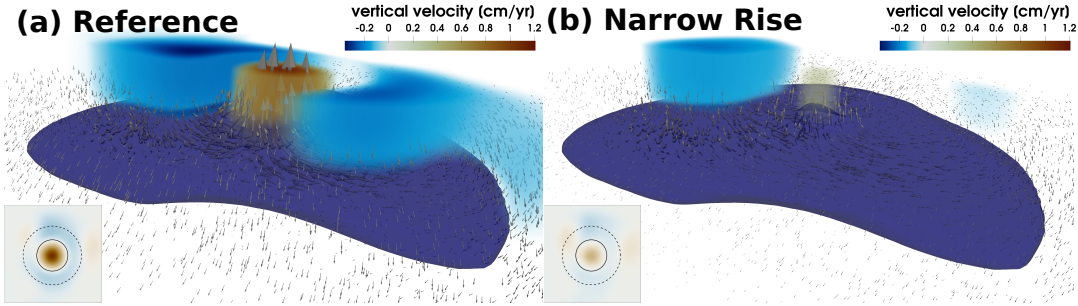 (a) Reference
vertical velocity [cm/yr]
-0.2 0 0.2 0.4 0.6 0.8 1 1.2
(b) Narrow Rise
vertical velocity [cm/yr]
-0.2 0 0.2 0.4 0.6 0.8 1 1.2